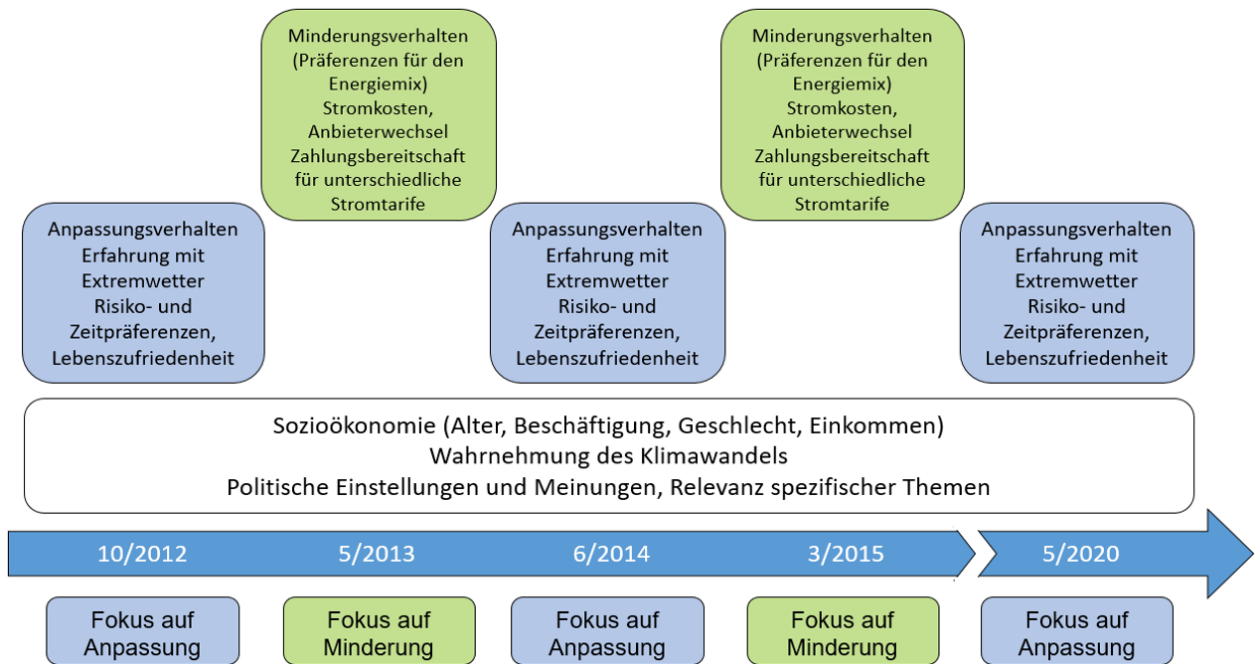 Minderungsverhalten
(Präferenzen für den
Energiemix)
Stromkosten,
Anbieterwechsel
Zahlungsbereitschaft
für unterschiedliche
Stromtarife
Minderungsverhalten
(Präferenzen für den
Energiemix)
Stromkosten,
Anbieterwechsel
Zahlungsbereitschaft
für unterschiedliche
Stromtarife
Anpassungsverhalten
Erfahrung mit
Extremwetter
Risiko- und
Zeitpräferenzen,
Lebenszufriedenheit
Anpassungsverhalten
Erfahrung mit
Extremwetter
Risiko- und
Zeitpräferenzen,
Lebenszufriedenheit
Anpassungsverhalten
Erfahrung mit
Extremwetter
Risiko- und
Zeitpräferenzen,
Lebenszufriedenheit
Sozioökonomie (Alter, Beschäftigung, Geschlecht, Einkommen)
Wahrnehmung des Klimawandels
Politische Einstellungen und Meinungen, Relevanz spezifischer Themen
10/2012
5/2013
6/2014
3/2015
5/2020
Fokus auf
Anpassung
Fokus auf
Minderung
Fokus auf
Anpassung
Fokus auf
Minderung
Fokus auf
Anpassung